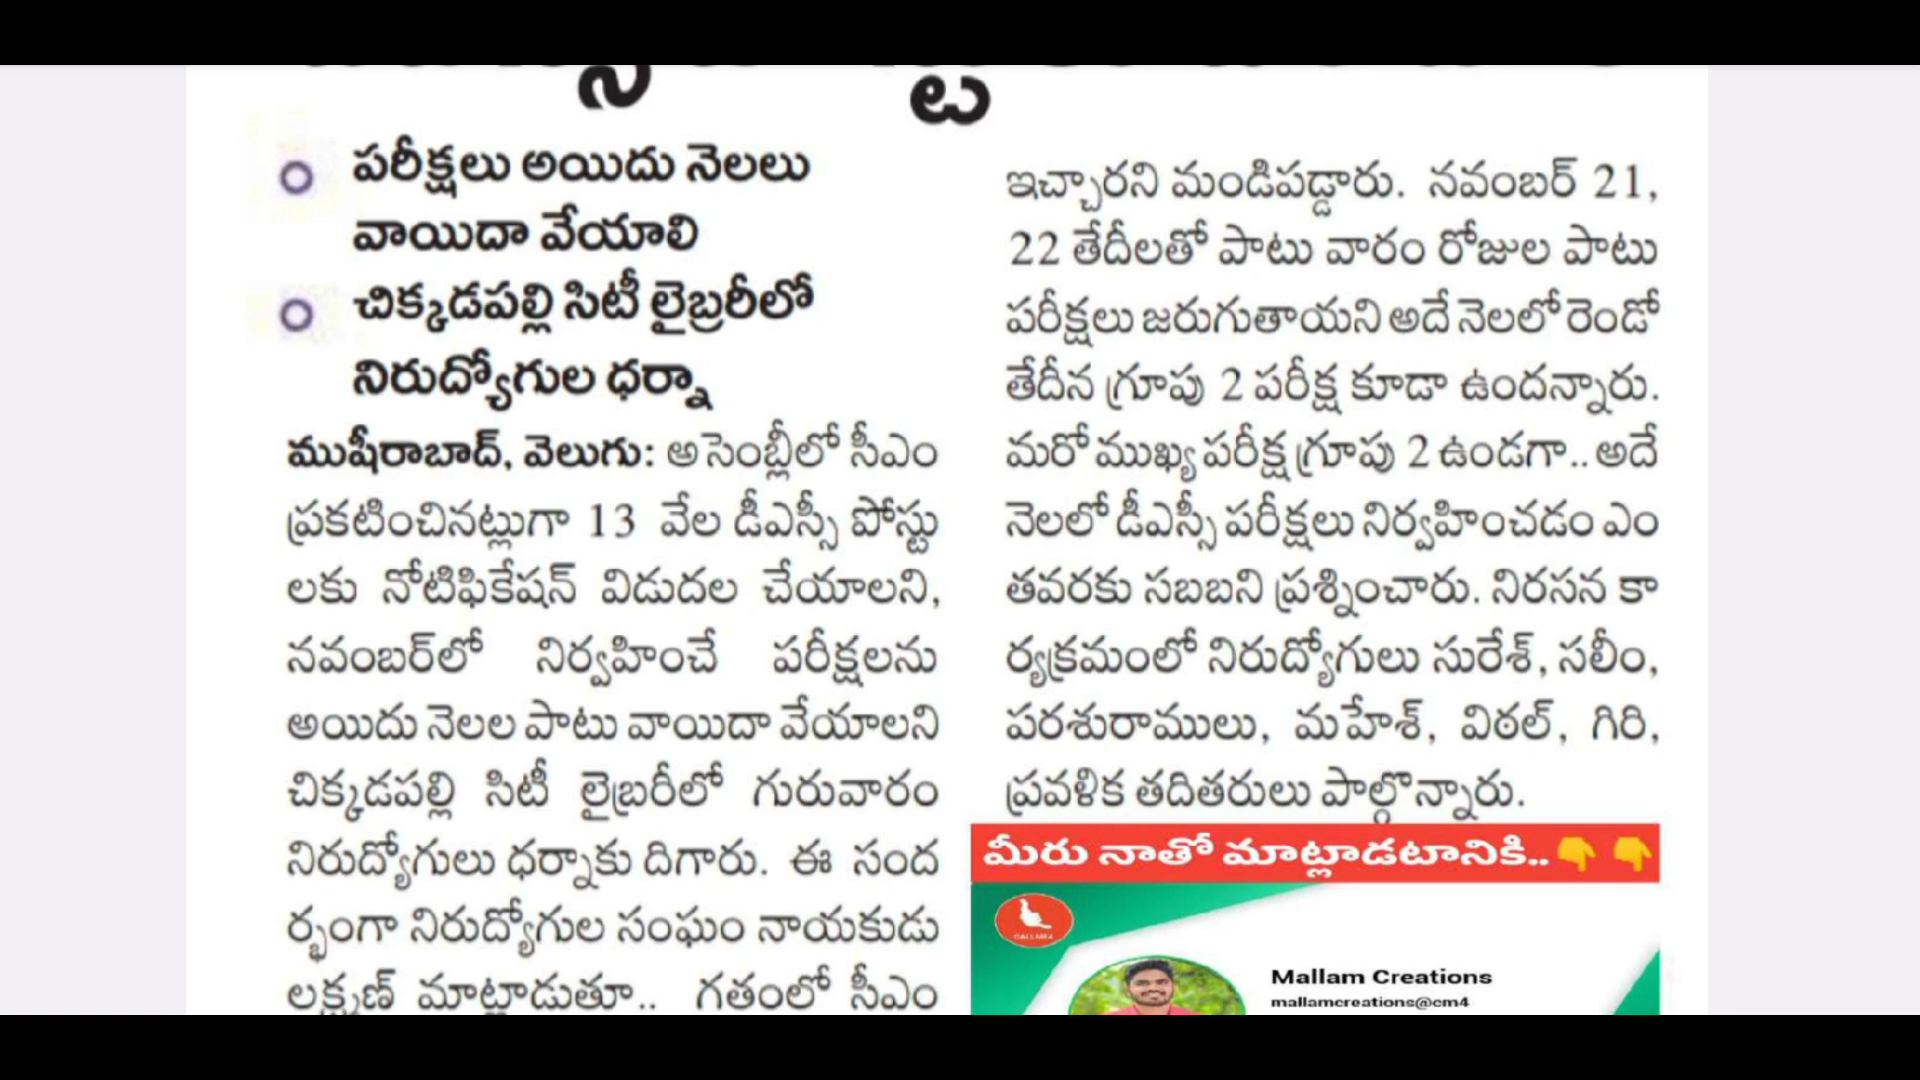 పరీక్షలు అయిదు నెలలు
వాయిదా వేయాలి
చిక్కడపల్లి సిటీ లైబ్రరీలో
నిరుద్యోగుల ధర్నా
ముషీరాబాద్, వెలుగు: అసెంబ్లీలో సీఎం
ప్రకటించినట్లుగా 13 వేల డీఎస్సీ పోస్టు
లకు నోటిఫికేషన్ విడుదల చేయాలని,
నవంబర్‌లో నిర్వహించే పరీక్షలను
అయిదు నెలల పాటు వాయిదా వేయాలని
చిక్కడపల్లి సిటీ లైబ్రరీలో గురువారం
నిరుద్యోగులు ధర్నాకు దిగారు. ఈ సంద
ర్భంగా నిరుద్యోగుల సంఘం నాయకుడు
లక్ష్మణ్ మాట్లాడుతూ.. గతంలో సీఎం
ఇచ్చారని మండిపడ్డారు. నవంబర్ 21,
22 తేదీలతో పాటు వారం రోజుల పాటు
పరీక్షలు జరుగుతాయని అదే నెలలో రెండో
తేదీన గ్రూపు 2 పరీక్ష కూడా ఉందన్నారు.
మరో ముఖ్య పరీక్ష గ్రూపు 2 ఉండగా.. అదే
నెలలో డీఎస్సీ పరీక్షలు నిర్వహించడం ఎం
తవరకు సబబని ప్రశ్నించారు. నిరసన కా
ర్యక్రమంలో నిరుద్యోగులు సురేశ్, సలీం,
పరశురాములు, మహేశ్, విఠల్, గిరి,
ప్రవళిక తదితరులు పాల్గొన్నారు.
మీరు నాతో మాట్లాడటానికి..👇👇
Mallam Creations
mallamcreations@cm4